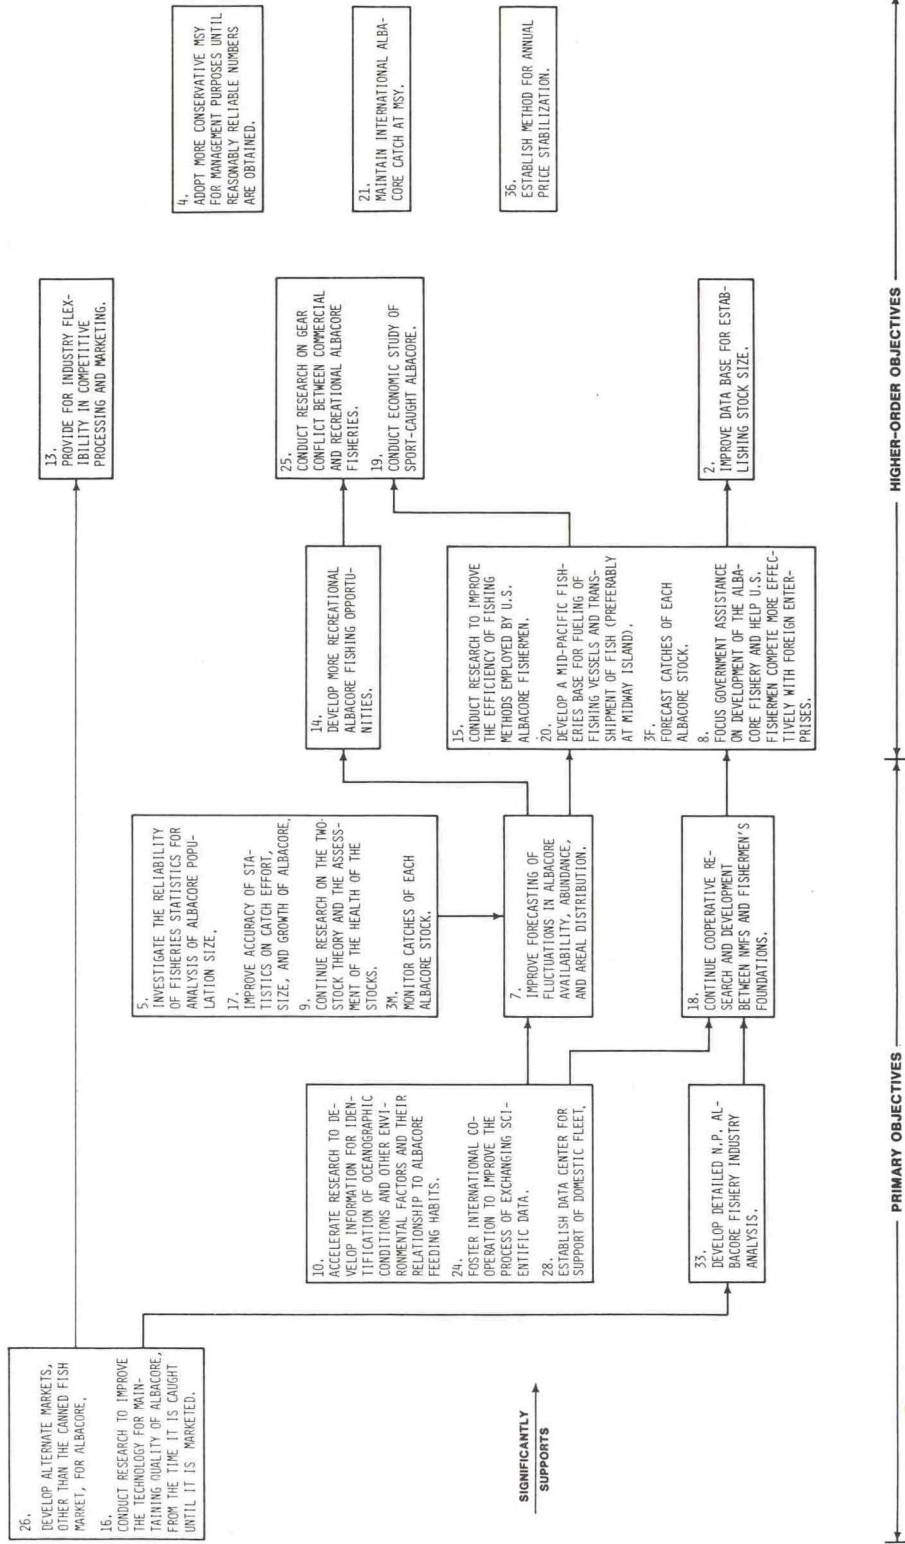 26.
DEVELOP ALTERNATE MARKETS,
OTHER THAN THE CANNED FISH
MARKET, FOR ALBACORE.
16.
CONDUCT RESEARCH TO IMPROVE
THE TECHNOLOGY FOR MAIN-
TAINING QUALITY OF ALBACORE,
FROM THE TIME IT IS CAUGHT
UNTIL IT IS MARKETED.
SIGNIFICANTLY
SUPPORTS
10.
ACCELERATE RESEARCH TO DE-
VELOP INFORMATION FOR IDEN-
TIFICATION OF OCEANOGRAPHIC
CONDITIONS AND OTHER ENVI-
RONMENTAL FACTORS AND THEIR
RELATIONSHIP TO ALBACORE
FEEDING HABITS.
24.
FOSTER INTERNATIONAL CO-
OPERATION TO IMPROVE THE
PROCESS OF EXCHANGING SCI-
ENTIFIC DATA.
28.
ESTABLISH DATA CENTER FOR
SUPPORT OF DOMESTIC FLEET.
33.
DEVELOP DETAILED N.P. AL-
BACORE FISHERY INDUSTRY
ANALYSIS.
5.
INVESTIGATE THE RELIABILITY
OF FISHERIES STATISTICS FOR
ANALYSIS OF ALBACORE POPU-
LATION SIZE.
17.
IMPROVE ACCURACY OF STA-
TISTICS ON CATCH EFFORT,
SIZE, AND GROWTH OF ALBACORE.
9.
CONTINUE RESEARCH ON THE TWO-
STOCK THEORY AND THE ASSESS-
MENT OF THE HEALTH OF THE
STOCKS.
3M.
MONITOR CATCHES OF EACH
ALBACORE STOCK.
7.
IMPROVE FORECASTING OF
FLUCTUATIONS IN ALBACORE
AVAILABILITY, ABUNDANCE,
AND AREAL DISTRIBUTION.
18.
CONTINUE COOPERATIVE RE-
SEARCH AND DEVELOPMENT
BETWEEN NMFS AND FISHERMEN'S
FOUNDATIONS.
14.
DEVELOP MORE RECREATIONAL
ALBACORE FISHING OPPORTU-
NITIES.
15.
CONDUCT RESEARCH TO IMPROVE
THE EFFICIENCY OF FISHING
METHODS EMPLOYED BY U.S.
ALBACORE FISHERMEN.
20.
DEVELOP A MID-PACIFIC FISH-
ERIES BASE FOR FUELING OF
FISHING VESSELS AND TRANS-
SHIPMENT OF FISH (PREFERABLY
AT MIDWAY ISLAND).
3F.
FORECAST CATCHES OF EACH
ALBACORE STOCK.
8.
FOCUS GOVERNMENT ASSISTANCE
ON DEVELOPMENT OF THE ALBA-
CORE FISHERY AND HELP U.S.
FISHERMEN COMPETE MORE EFFEC-
TIVELY WITH FOREIGN ENTER-
PRISES.
13.
PROVIDE FOR INDUSTRY FLEX-
IBILITY IN COMPETITIVE
PROCESSING AND MARKETING.
25.
CONDUCT RESEARCH ON GEAR
CONFLICT BETWEEN COMMERCIAL
AND RECREATIONAL ALBACORE
FISHERIES.
19.
CONDUCT ECONOMIC STUDY OF
SPORT-CAUGHT ALBACORE.
2.
IMPROVE DATA BASE FOR ESTAB-
LISHING STOCK SIZE.
4.
ADOPT MORE CONSERVATIVE MSY
FOR MANAGEMENT PURPOSES UNTIL
REASONABLY RELIABLE NUMBERS
ARE OBTAINED.
21.
MAINTAIN INTERNATIONAL ALBA-
CORE CATCH AT MSY.
36.
ESTABLISH METHOD FOR ANNUAL
PRICE STABILIZATION.
PRIMARY OBJECTIVES
HIGHER-ORDER OBJECTIVES